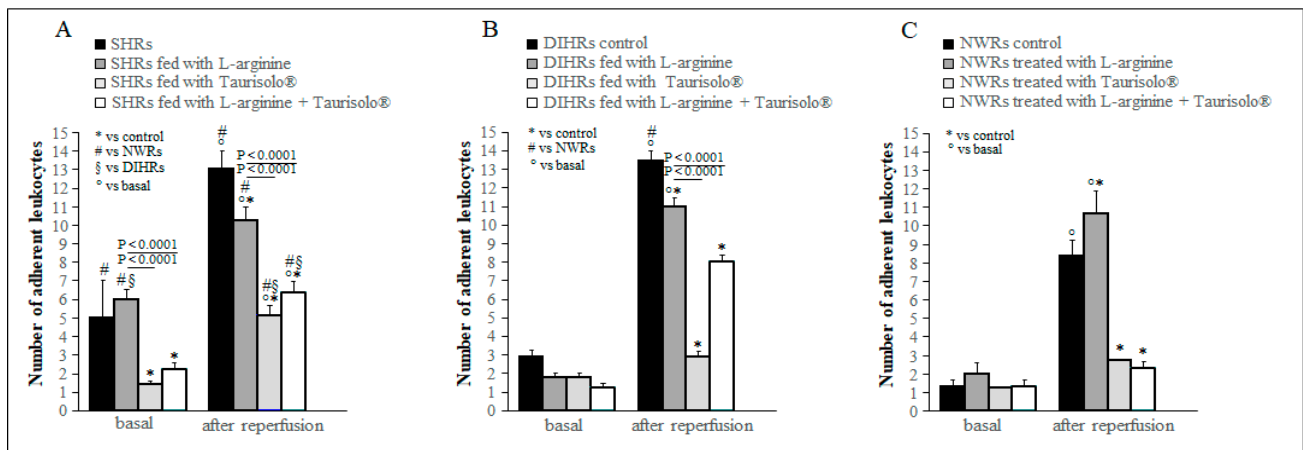 A
SHRs
SHRs fed with L-arginine
SHRs fed with Taurisolo®
SHRs fed with L-arginine + Taurisolo®
* vs control
# vs NWRs
§ vs DIHRs
° vs basal
Number of adherent leukocytes
15
14
13
12
11
10
9
8
7
6
5
4
3
2
1
0
#
#§
P<0.0001
P<0.0001
*
*
#
°
P<0.0001
P<0.0001
#
°*
#§
°*
#§
°*
basal
after reperfusion
B
DIHRs control
DIHRs fed with L-arginine
DIHRs fed with Taurisolo®
DIHRs fed with L-arginine + Taurisolo®
* vs control
# vs NWRs
° vs basal
Number of adherent leukocytes
15
14
13
12
11
10
9
8
7
6
5
4
3
2
1
0
#
°
P<0.0001
P<0.0001
°*
*
*
basal
after reperfusion
C
NWRs control
NWRs treated with L-arginine
NWRs treated with Taurisolo®
NWRs treated with L-arginine + Taurisolo®
* vs control
° vs basal
Number of adherent leukocytes
15
14
13
12
11
10
9
8
7
6
5
4
3
2
1
0
°
°*
*
*
basal
after reperfusion